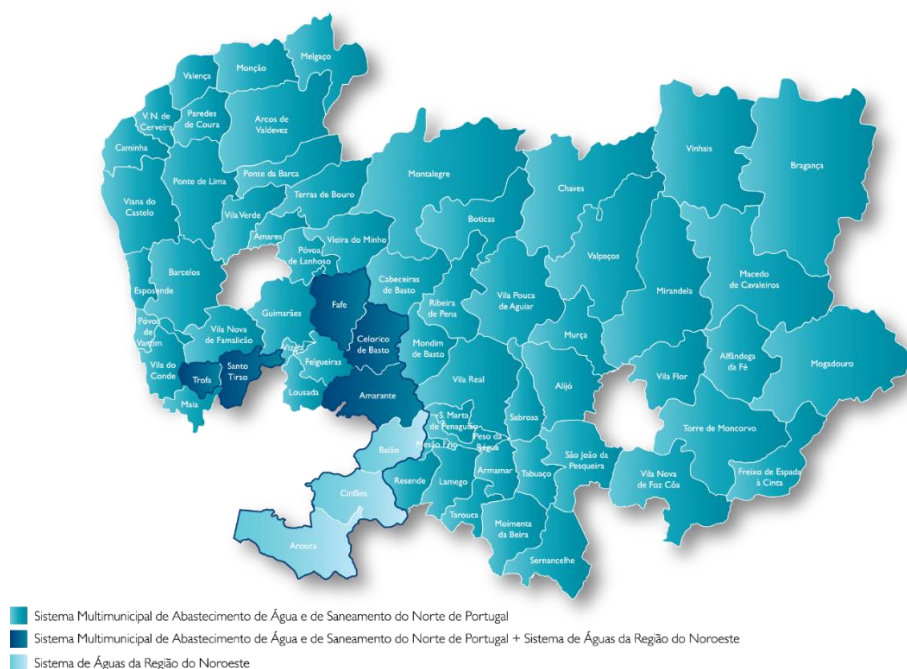 Melgaço
Monção
Valença
V. N. de
Cerveira
Paredes
de Coura
Arcos de
Valdevez
Caminha
Ponte de Lima
Ponte da Barca
Viana do
Castelo
Terras de Bouro
Vila Verde
Amares
Montalegre
Chaves
Vinhais
Bragança
Boticas
Valpaços
Vieira do Minho
Póvoa
de Lanhoso
Barcelos
Esposende
Cabeceiras
de Basto
Ribeira
de Pena
Vila Pouca
de Aguiar
Mirandela
Macedo
de Cavaleiros
Fafe
Guimarães
Póvoa
de
Varzim
Vila Nova
de Famalicão
Celorico
de Basto
Mondim
de Basto
Murça
Alfândega
da Fé
Mogadouro
Vizela
Felgueiras
Vila do
Conde
Trofa
Santo
Tirso
Maia
Lousada
Amarante
Vila Real
Alijó
Vila Flor
Sabrosa
S. Marta
de Penaguião
Peso da
Régua
Mesão Frio
Torre de Moncorvo
Baião
São João da
Pesqueira
Resende
Lamego
Armamar
Tabuaço
Vila Nova
de Foz Côa
Freixo de Espada
à Cinta
Cinfães
Tarouca
Moimenta
da Beira
Arouca
Sernancelhe
Sistema Multimunicipal de Abastecimento de Água e de Saneamento do Norte de Portugal
Sistema Multimunicipal de Abastecimento de Água e de Saneamento do Norte de Portugal + Sistema de Águas da Região do Noroeste
Sistema de Águas da Região do Noroeste